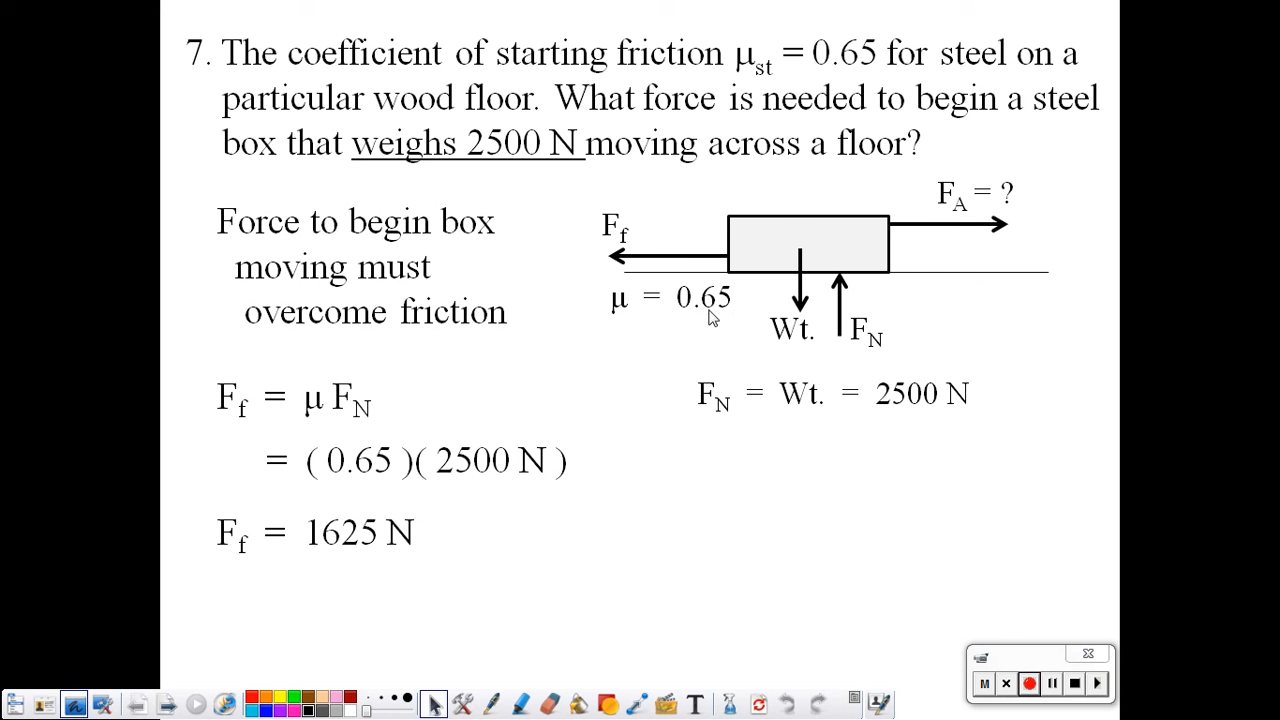 7. The coefficient of starting friction μst = 0.65 for steel on a
particular wood floor. What force is needed to begin a steel
box that weighs 2500 N moving across a floor?
Force to begin box
moving must
overcome friction
FA = ?
Ff
μ = 0.65
Wt.
FN
Ff = μ FN
FN = Wt. = 2500 N
= ( 0.65 )( 2500 N )
Ff = 1625 N
M
T